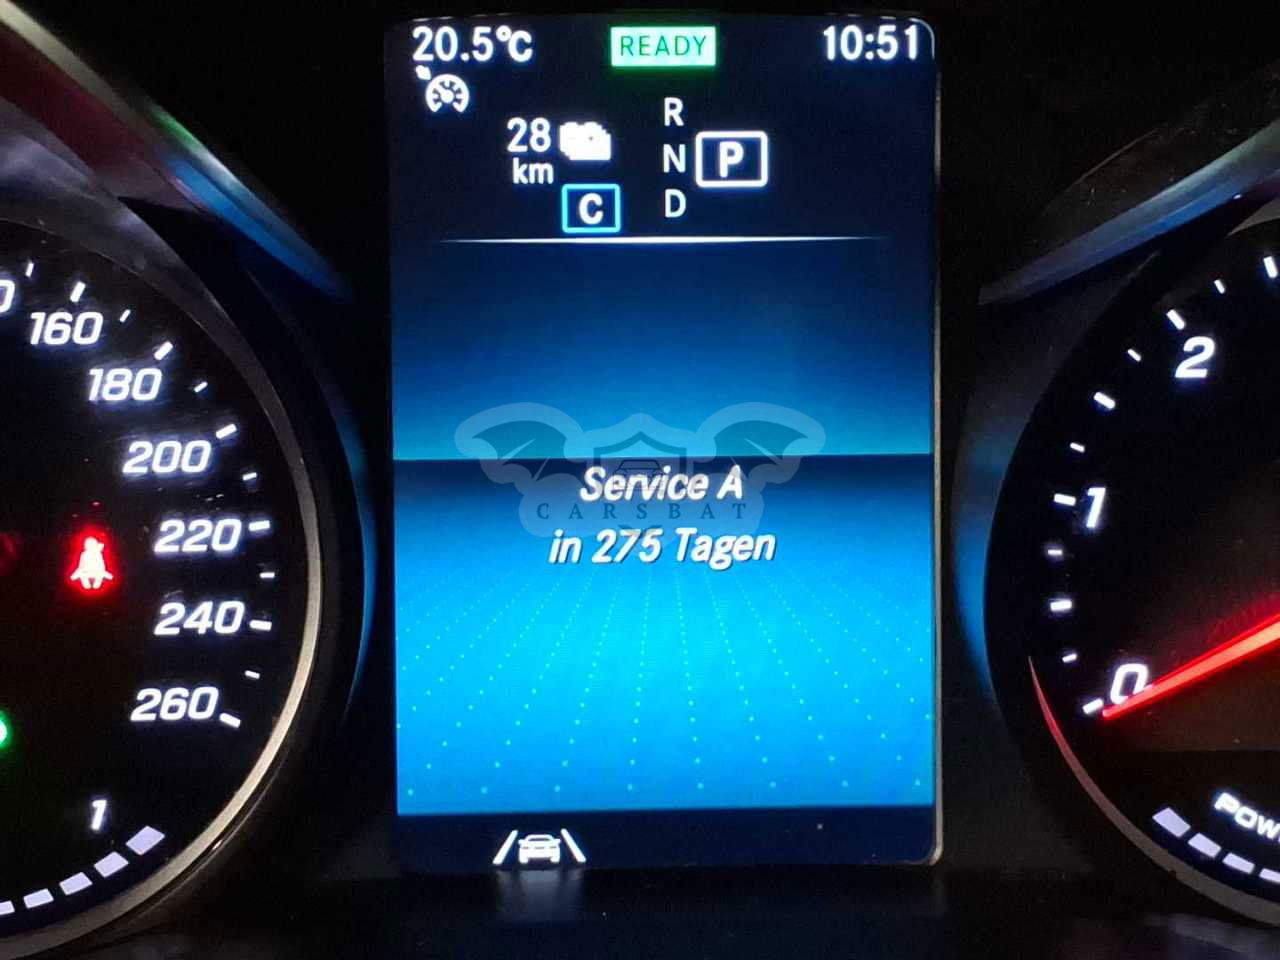 20.5°C
READY
10:51
28
km
R
N
D
P
C
Service A
CARSBAT
in 275 Tagen
160
180
200
220
240
260
1
2
1
0